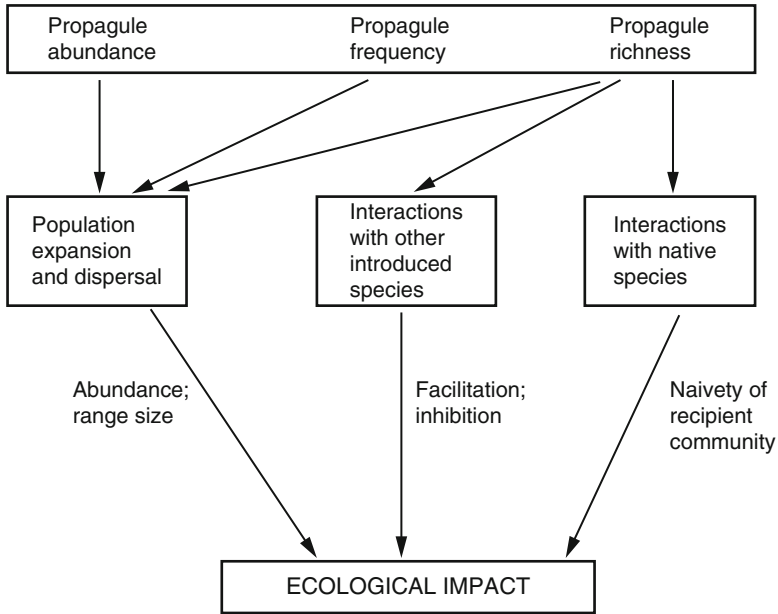 Propagule
abundance
Propagule
frequency
Propagule
richness
Population
expansion
and dispersal
Interactions
with other
introduced
species
Interactions
with native
species
Abundance;
range size
Facilitation;
inhibition
Naivety of
recipient
community
ECOLOGICAL IMPACT